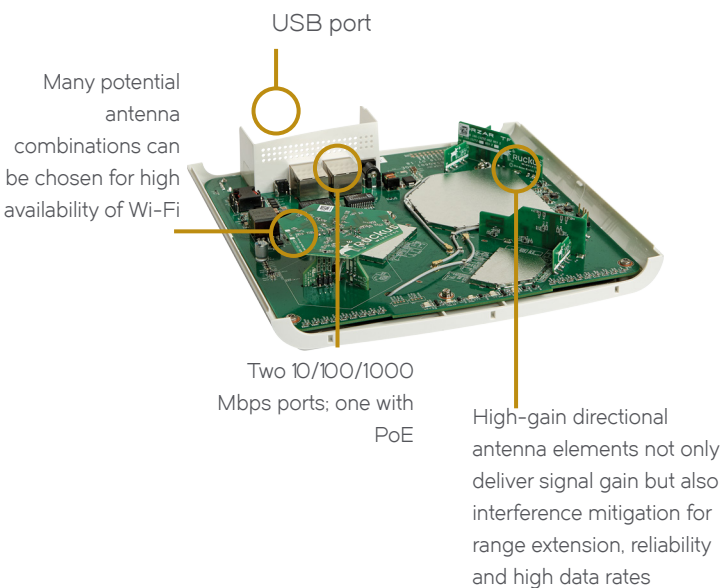 USB port
Many potential
antenna
combinations can
be chosen for high
availability of Wi-Fi
RUCKUS
RUCKUS
Two 10/100/1000
Mbps ports; one with
PoE
High-gain directional
antenna elements not only
deliver signal gain but also
interference mitigation for
range extension, reliability
and high data rates